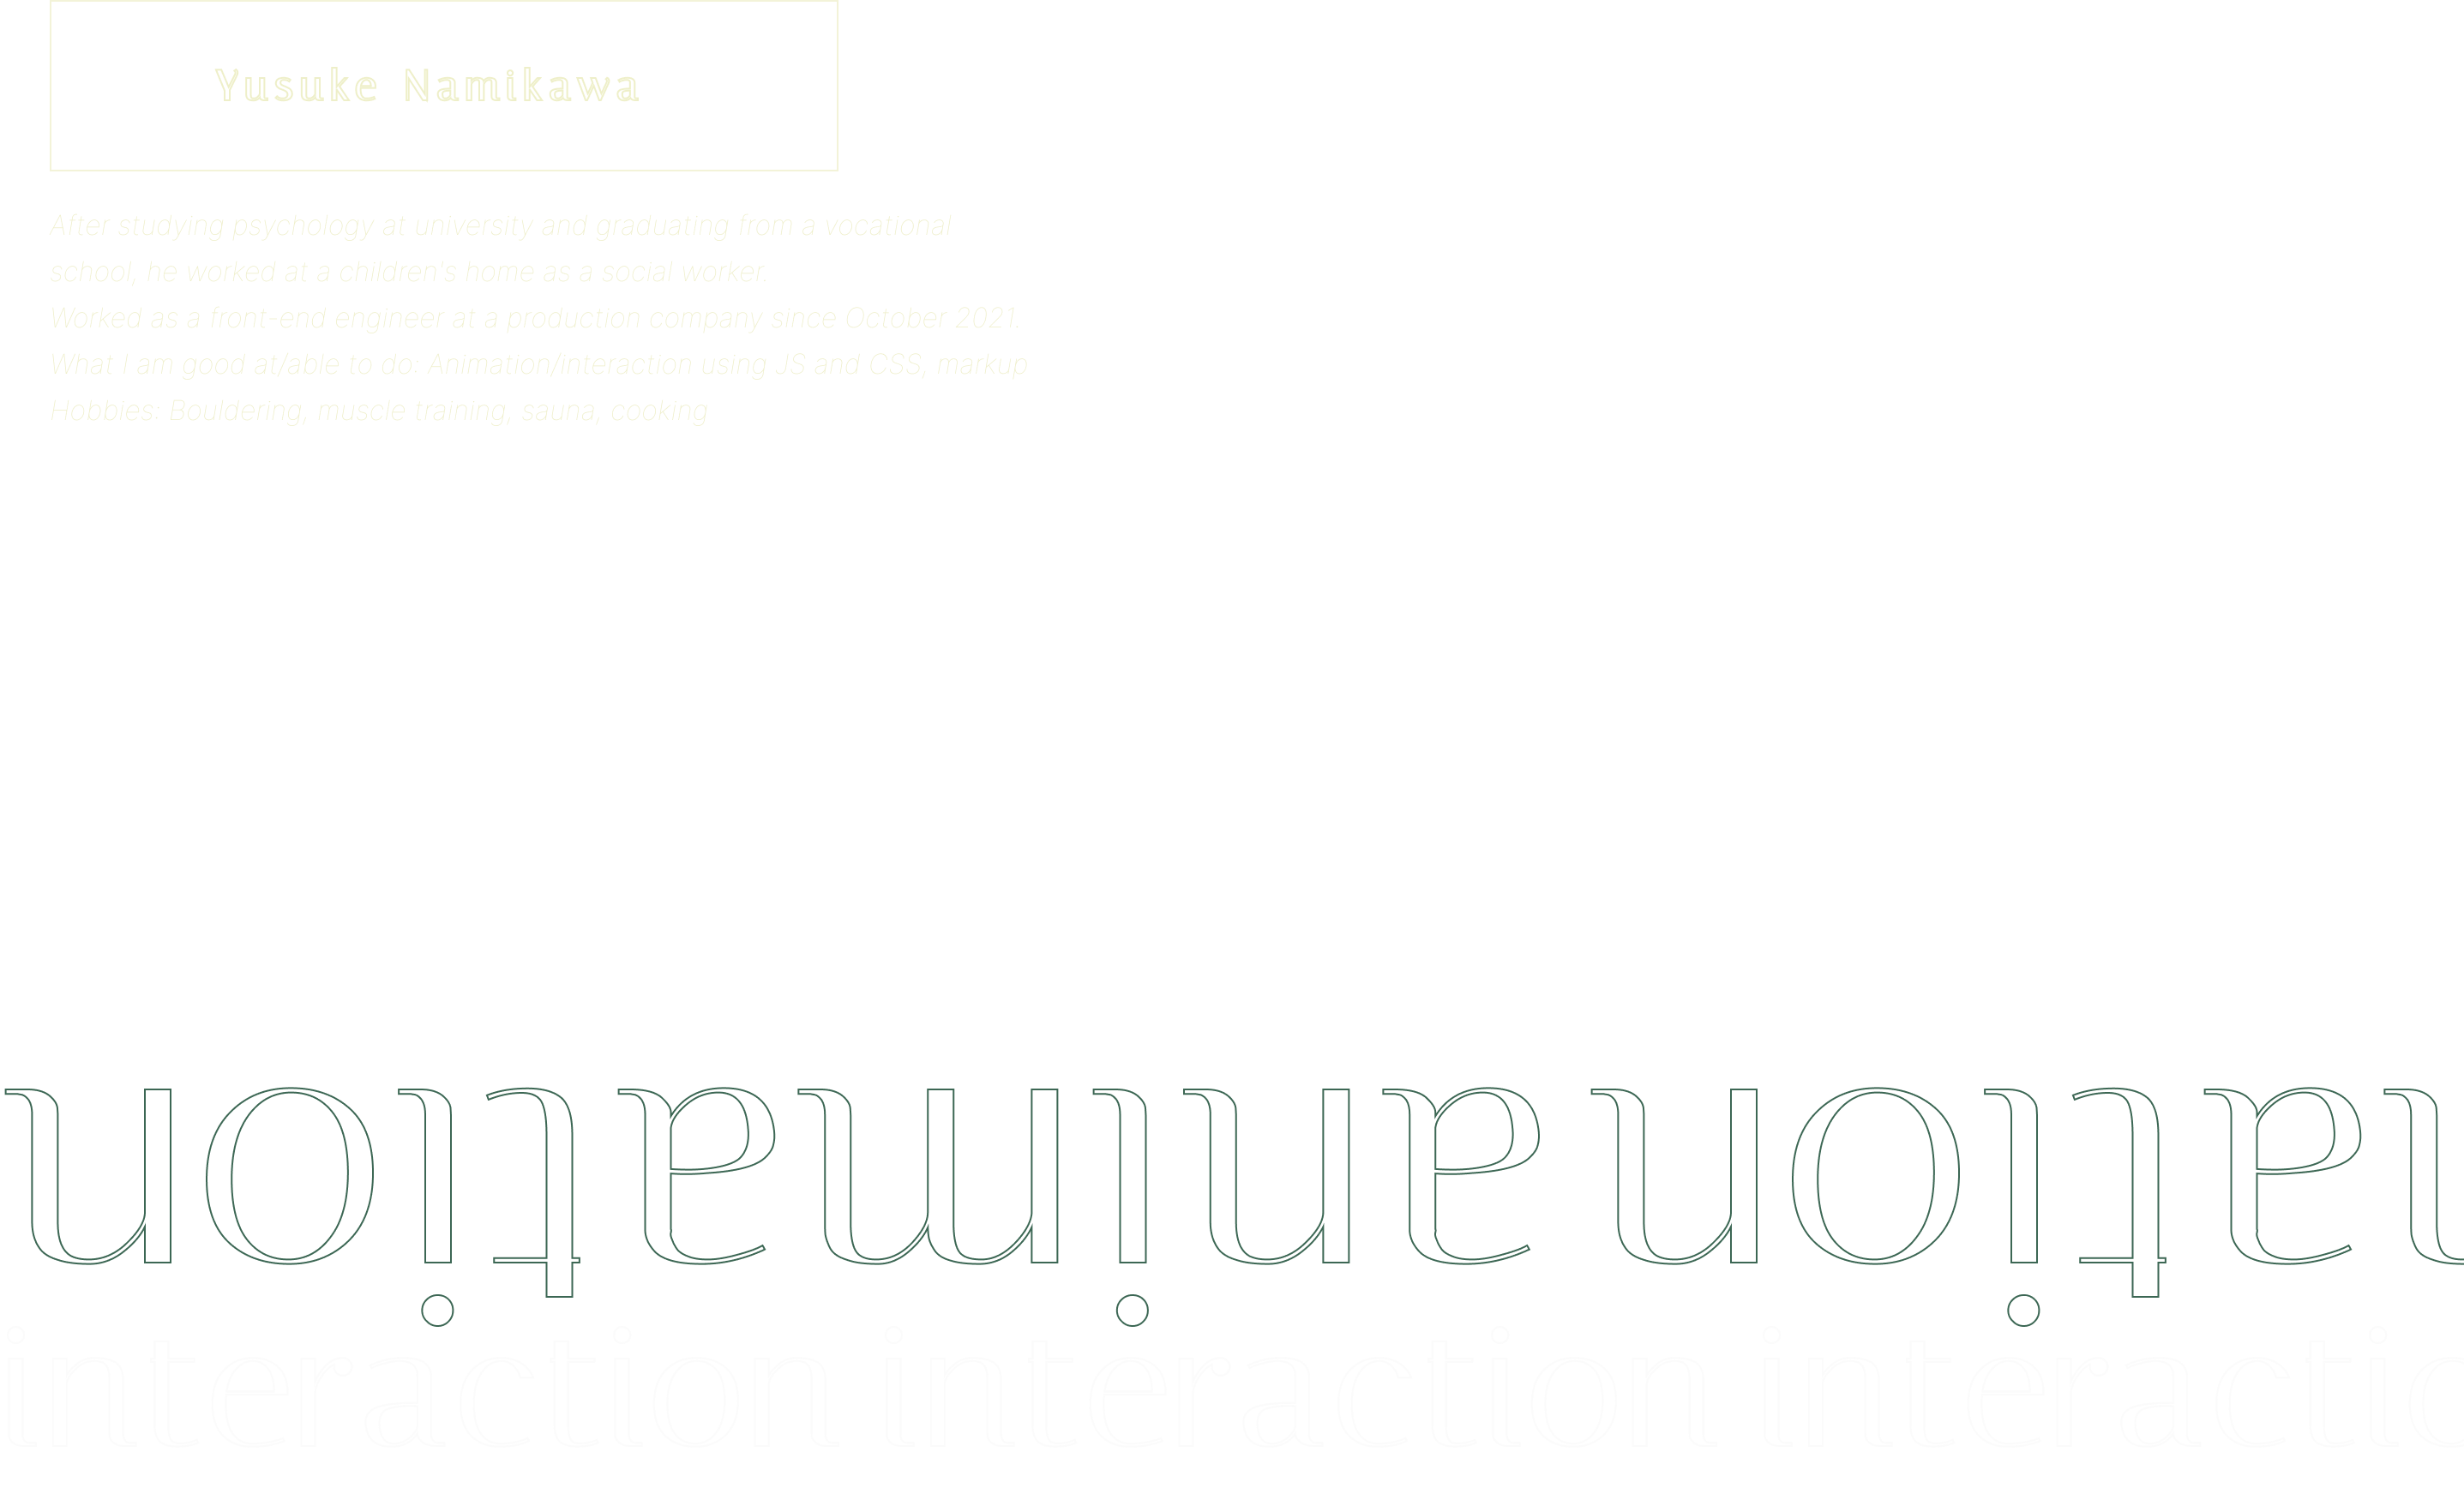 Yusuke Namikawa
After studying psychology at university and graduating from a vocational
school, he worked at a children's home as a social worker.
Worked as a front-end engineer at a production company since October 2021.
What I am good at/able to do: Animation/interaction using JS and CSS, markup
Hobbies: Bouldering, muscle training, sauna, cooking
animation animation
interaction interaction interactio